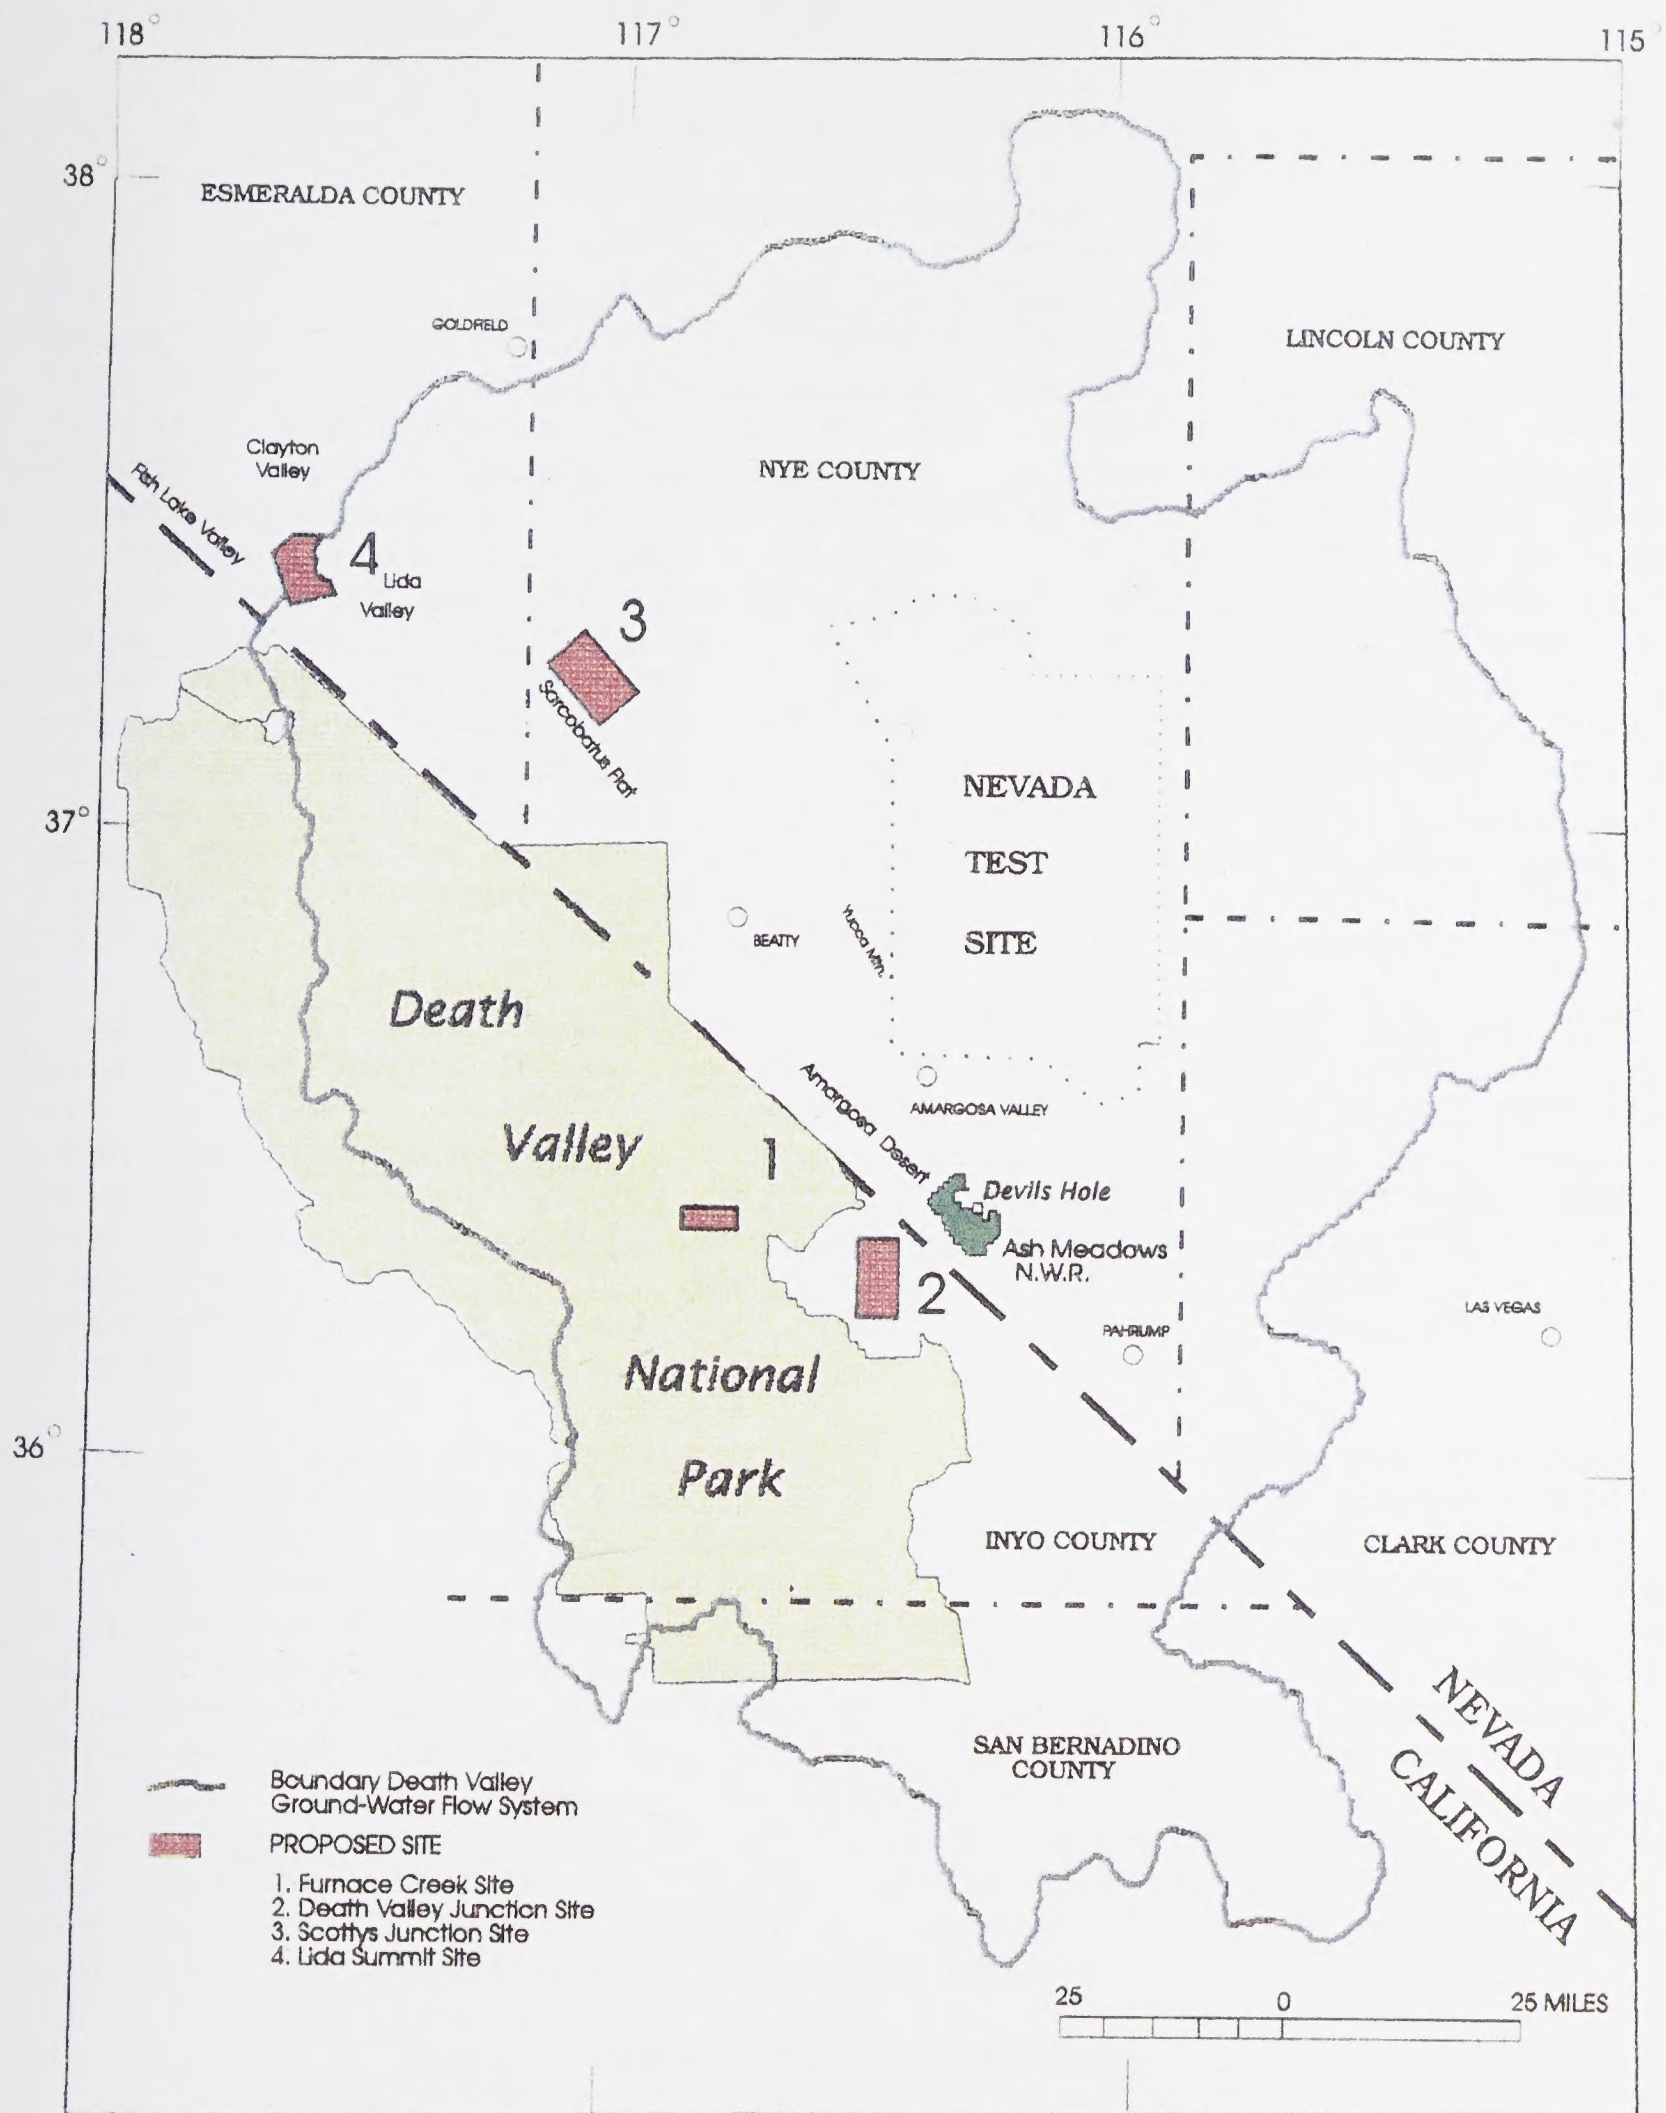 118°
117°
116°
115
38°
ESMERALDA COUNTY
GOLDFIELD
LINCOLN COUNTY
Clayton
Valley
NYE COUNTY
Fish Lake Valley
4
Lida
Valley
3
Sarcobatus Flat
NEVADA
TEST
SITE
37°
BEATTY
Yucca Mtn.
Death
Valley
National
Park
Amargosa Desert
AMARGOSA VALLEY
1
Devils Hole
Ash Meadows
N.W.R.
2
PAHRUMP
LAS VEGAS
36°
INYO COUNTY
CLARK COUNTY
SAN BERNADINO
COUNTY
NEVADA
CALIFORNIA
Boundary Death Valley
Ground-Water Flow System
PROPOSED SITE
1. Furnace Creek Site
2. Death Valley Junction Site
3. Scottys Junction Site
4. Lida Summit Site
25 0 25 MILES